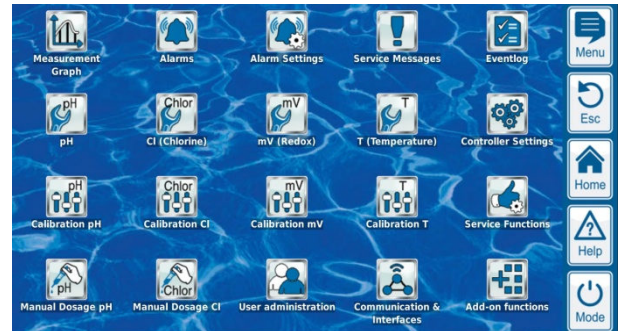 Measurement
Graph
Alarms
Alarm Settings
Service Messages
Eventlog
Menu
pH
pH
Chlor
Cl (Chlorine)
mV
mV (Redox)
T
T (Temperature)
Controller Settings
Esc
pH
Calibration pH
Chlor
Calibration Cl
mV
Calibration mV
T
Calibration T
Service Functions
Home
pH
Manual Dosage pH
Chlor
Manual Dosage Cl
User administration
Communication &
Interfaces
Add-on functions
?
Help
Mode